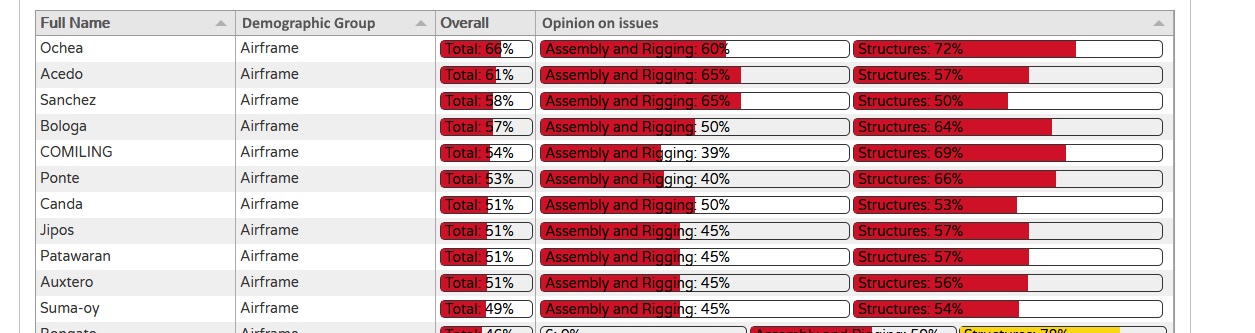 Full Name Demographic Group Overall Opinion on issues
Ochea Airframe Total: 66% Assembly and Rigging: 60% Structures: 72%
Acedo Airframe Total: 61% Assembly and Rigging: 65% Structures: 57%
Sanchez Airframe Total: 58% Assembly and Rigging: 65% Structures: 50%
Bologa Airframe Total: 57% Assembly and Rigging: 50% Structures: 64%
COMILING Airframe Total: 54% Assembly and Rigging: 39% Structures: 69%
Ponte Airframe Total: 53% Assembly and Rigging: 40% Structures: 66%
Canda Airframe Total: 51% Assembly and Rigging: 50% Structures: 53%
Jipos Airframe Total: 51% Assembly and Rigging: 45% Structures: 57%
Patawaran Airframe Total: 51% Assembly and Rigging: 45% Structures: 57%
Auxtero Airframe Total: 51% Assembly and Rigging: 45% Structures: 56%
Suma-oy Airframe Total: 49% Assembly and Rigging: 45% Structures: 54%
Airframe Total: 46% Assembly and Rigging: 50% Structures: 70%